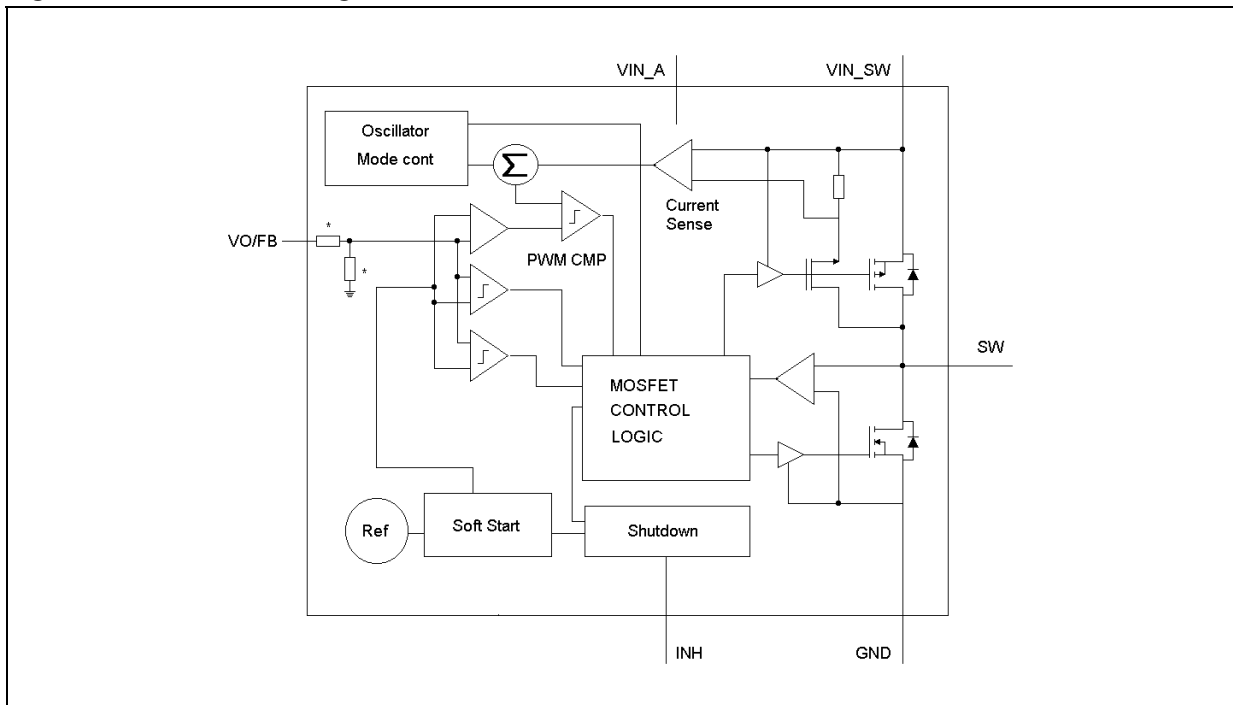 VIN_A
VIN_SW
Oscillator
Mode cont
Σ
Current
Sense
*
VO/FB
*
PWM CMP
SW
MOSFET
CONTROL
LOGIC
Ref
Soft Start
Shutdown
INH
GND